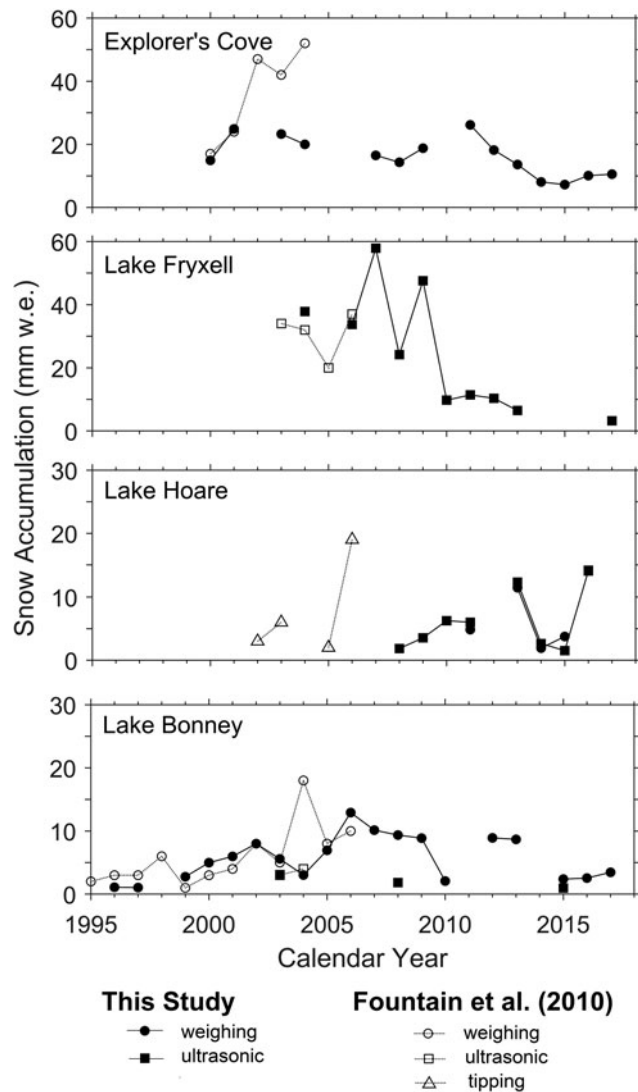 Explorer's Cove
60
40
20
0
Lake Fryxell
60
40
20
0
Lake Hoare
30
20
10
0
Lake Bonney
30
20
10
0
Snow Accumulation (mm w.e.)
1995 2000 2005 2010 2015
Calendar Year
This Study
weighing
ultrasonic
Fountain et al. (2010)
weighing
ultrasonic
tipping